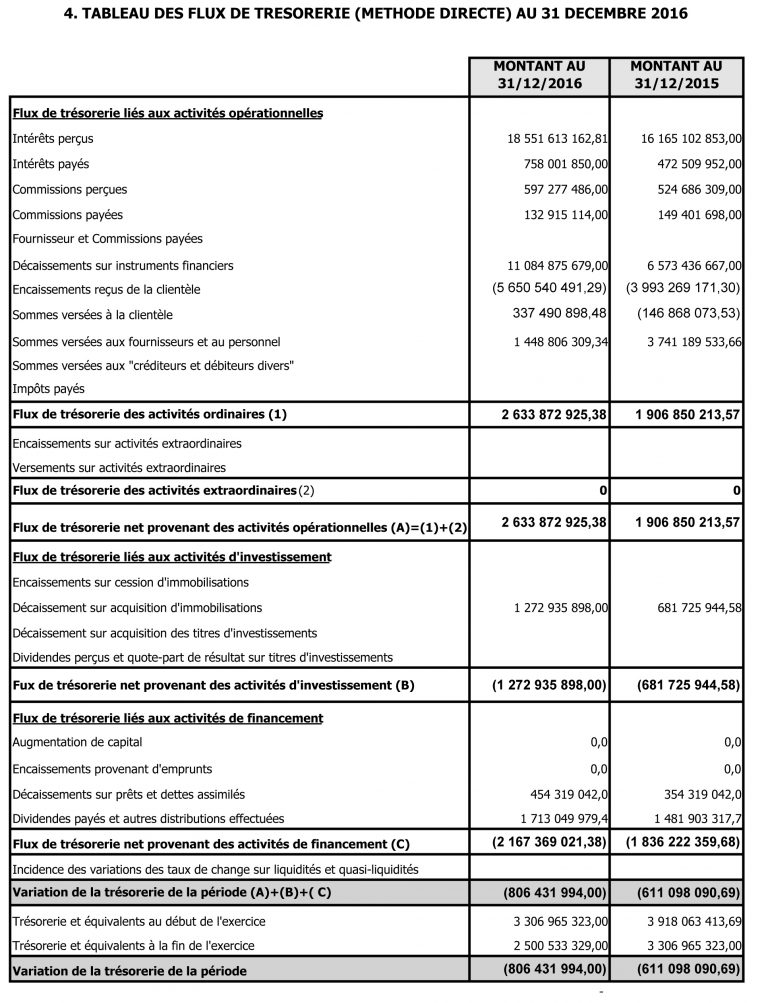 4. TABLEAU DES FLUX DE TRESORERIE (METHODE DIRECTE) AU 31 DECEMBRE 2016
MONTANT AU 31/12/2016 MONTANT AU 31/12/2015
Flux de trésorerie liés aux activités opérationnelles
Intérêts perçus 18 551 613 162,81 16 165 102 853,00
Intérêts payés 758 001 850,00 472 509 952,00
Commissions perçues 597 277 486,00 524 686 309,00
Commissions payées 132 915 114,00 149 401 698,00
Fournisseur et Commissions payées
Décaissements sur instruments financiers 11 084 875 679,00 6 573 436 667,00
Encaissements reçus de la clientèle (5 650 540 491,29) (3 993 269 171,30)
Sommes versées à la clientèle 337 490 898,48 (146 868 073,53)
Sommes versées aux fournisseurs et au personnel 1 448 806 309,34 3 741 189 533,66
Sommes versées aux "créditeurs et débiteurs divers"
Impôts payés
Flux de trésorerie des activités ordinaires (1) 2 633 872 925,38 1 906 850 213,57
Encaissements sur activités extraordinaires
Versements sur activités extraordinaires
Flux de trésorerie des activités extraordinaires (2) 0 0
Flux de trésorerie net provenant des activités opérationnelles (A)=(1)+(2) 2 633 872 925,38 1 906 850 213,57
Flux de trésorerie liés aux activités d'investissement
Encaissements sur cession d'immobilisations
Décaissement sur acquisition d'immobilisations 1 272 935 898,00 681 725 944,58
Décaissement sur acquisition des titres d'investissements
Dividendes perçus et quote-part de résultat sur titres d'investissements
Fux de trésorerie net provenant des activités d'investissement (B) (1 272 935 898,00) (681 725 944,58)
Flux de trésorerie liés aux activités de financement
Augmentation de capital 0,0 0,0
Encaissements provenant d'emprunts 0,0 0,0
Décaissements sur prêts et dettes assimilés 454 319 042,0 354 319 042,0
Dividendes payés et autres distributions effectuées 1 713 049 979,4 1 481 903 317,7
Flux de trésorerie net provenant des activités de financement (C) (2 167 369 021,38) (1 836 222 359,68)
Incidence des variations des taux de change sur liquidités et quasi-liquidités
Variation de la trésorerie de la période (A)+(B)+( C) (806 431 994,00) (611 098 090,69)
Trésorerie et équivalents au début de l'exercice 3 306 965 323,00 3 918 063 413,69
Trésorerie et équivalents à la fin de l'exercice 2 500 533 329,00 3 306 965 323,00
Variation de la trésorerie de la période (806 431 994,00) (611 098 090,69)
-